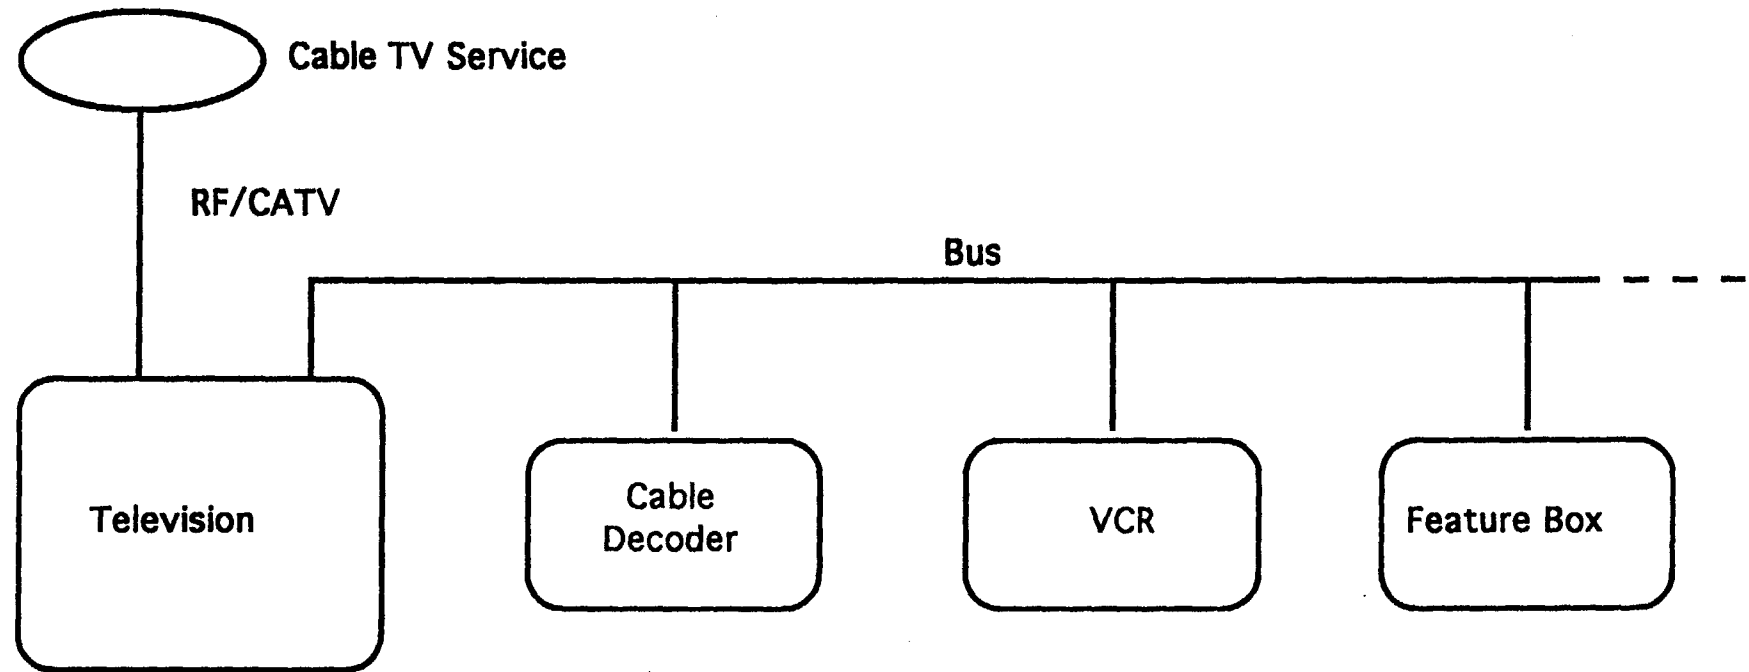 Cable TV Service
RF/CATV
Bus
Television
Cable
Decoder
VCR
Feature Box